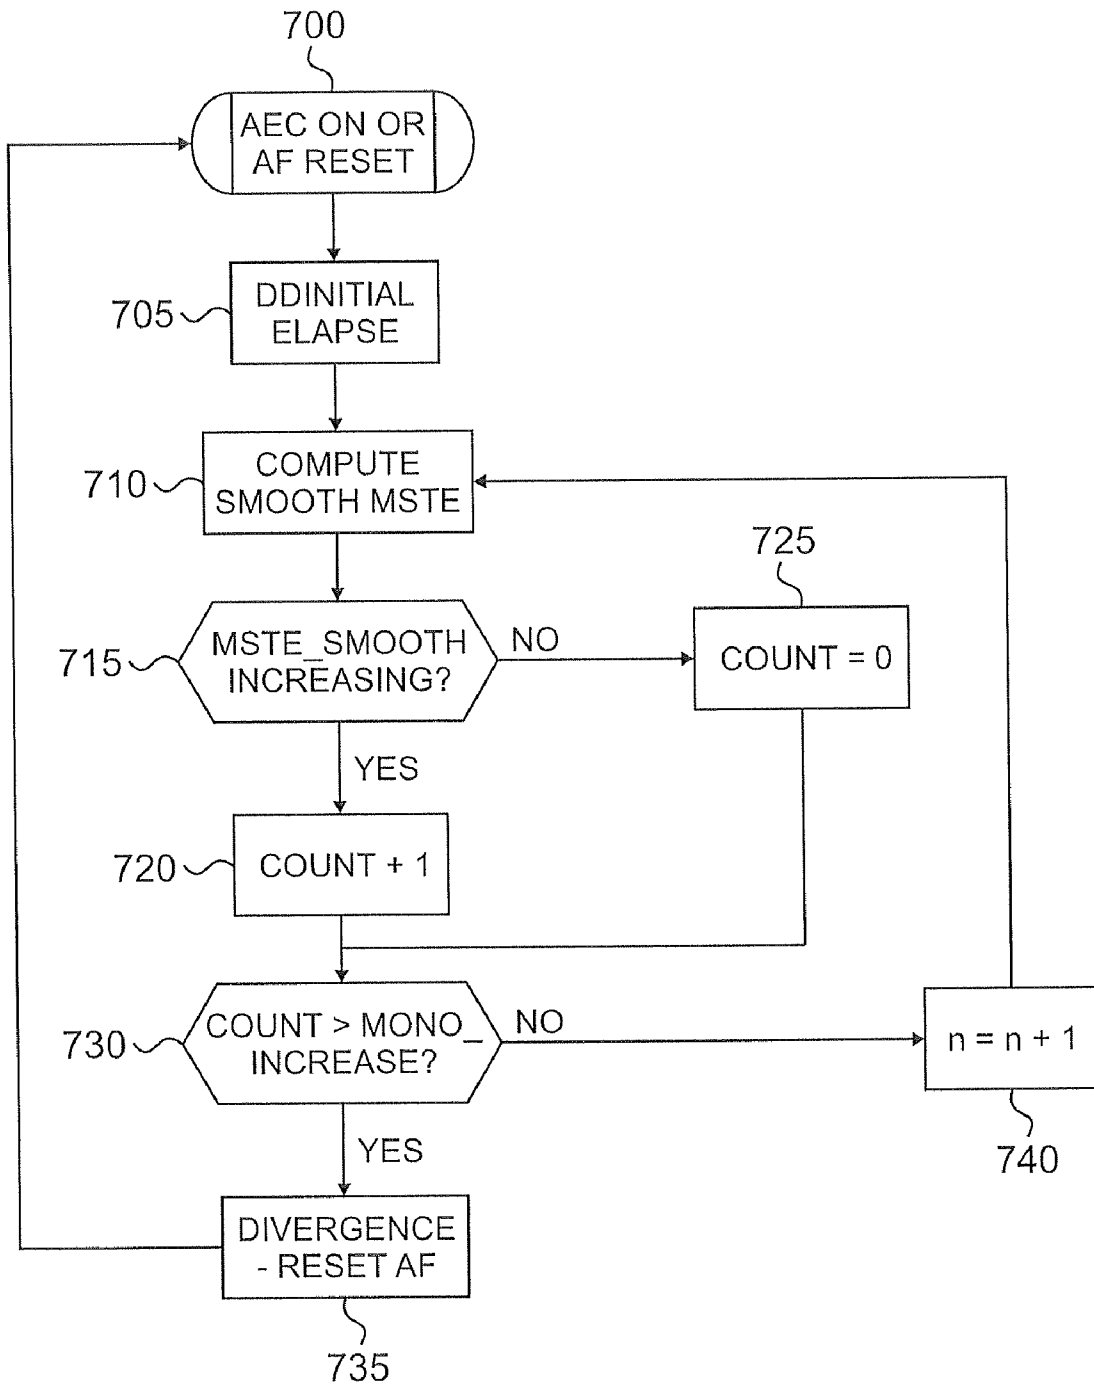 700
AEC ON OR
AF RESET
705
DDINITIAL
ELAPSE
710
COMPUTE
SMOOTH MSTE
725
715
MSTE_SMOOTH
INCREASING?
NO
COUNT = 0
YES
720
COUNT + 1
730
COUNT > MONO_
INCREASE?
NO
n = n + 1
740
YES
DIVERGENCE
- RESET AF
735